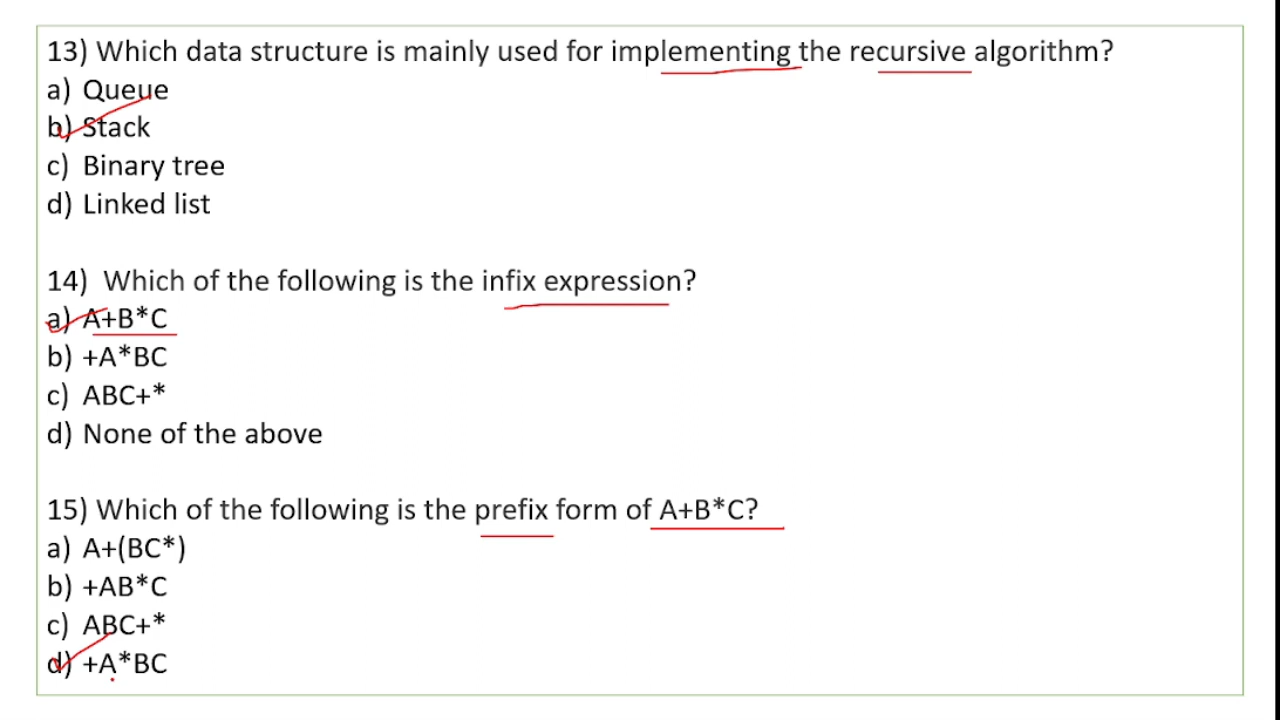 13) Which data structure is mainly used for implementing the recursive algorithm?
a) Queue
b) Stack
c) Binary tree
d) Linked list
14) Which of the following is the infix expression?
a) A+B*C
b) +A*BC
c) ABC+*
d) None of the above
15) Which of the following is the prefix form of A+B*C?
a) A+(BC*)
b) +AB*C
c) ABC+*
d) +A*BC